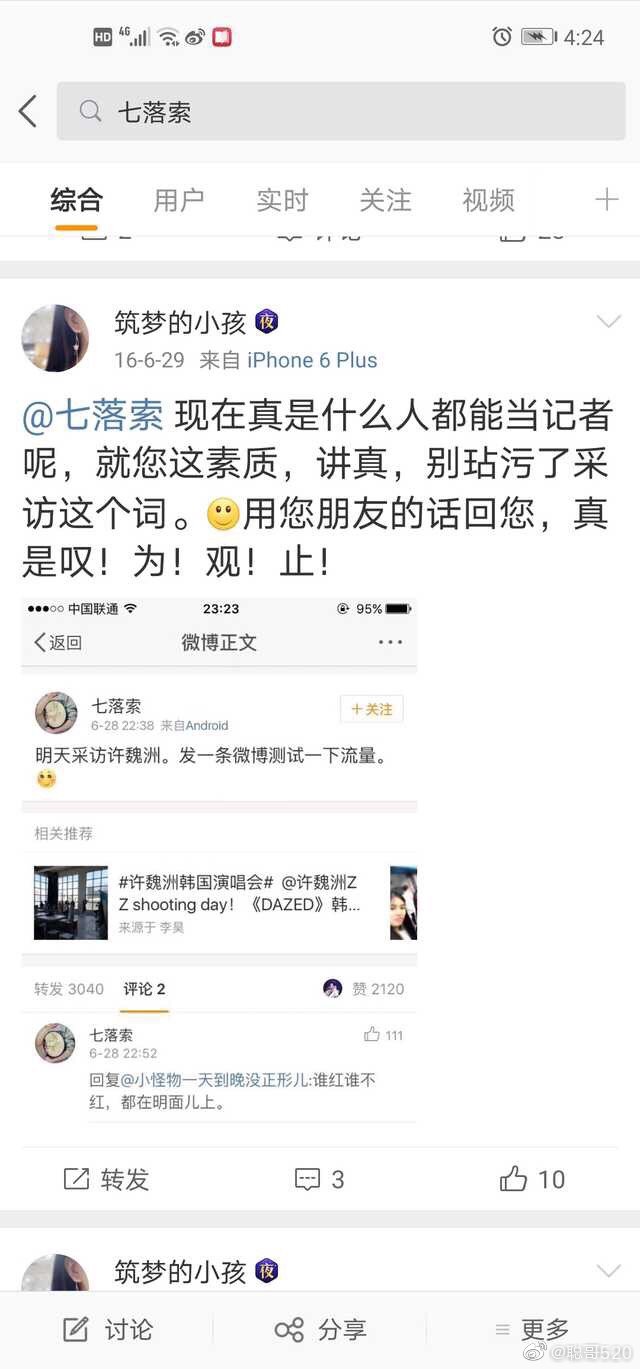 HD 4G 4:24
七落索
综合 用户 实时 关注 视频
筑梦的小孩 夜
16-6-29 来自 iPhone 6 Plus
@七落索 现在真是什么人都能当记者
呢，就您这素质，讲真，别玷污了采
访这个词。用您朋友的话回您，真
是叹！为！观！止！
中国联通 23:23 95%
返回 微博正文
七落索
+关注
6-28 22:38 来自Android
明天采访许魏洲。发一条微博测试一下流量。
相关推荐
#许魏洲韩国演唱会# @许魏洲Z
Z shooting day！《DAZED》韩...
来源于 李昊
转发 3040 评论 2 赞 2120
七落索 111
6-28 22:52
回复@小怪物一天到晚没正形儿:谁红谁不
红，都在明面儿上。
转发 3 10
筑梦的小孩 夜
讨论 分享 更多
@聪哥520